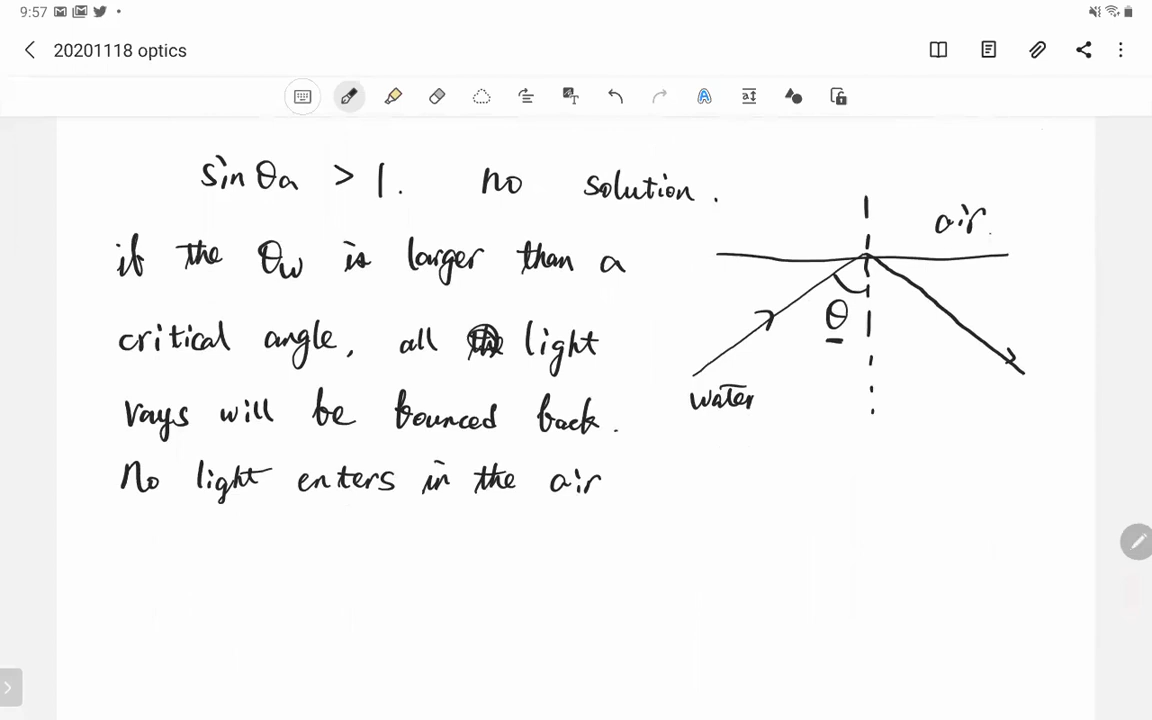 9:57
20201118 optics
sin θa > 1. no solution.
if the θw is larger than a
critical angle, all light
rays will be bounced back.
No light enters in the air
air.
θ
water